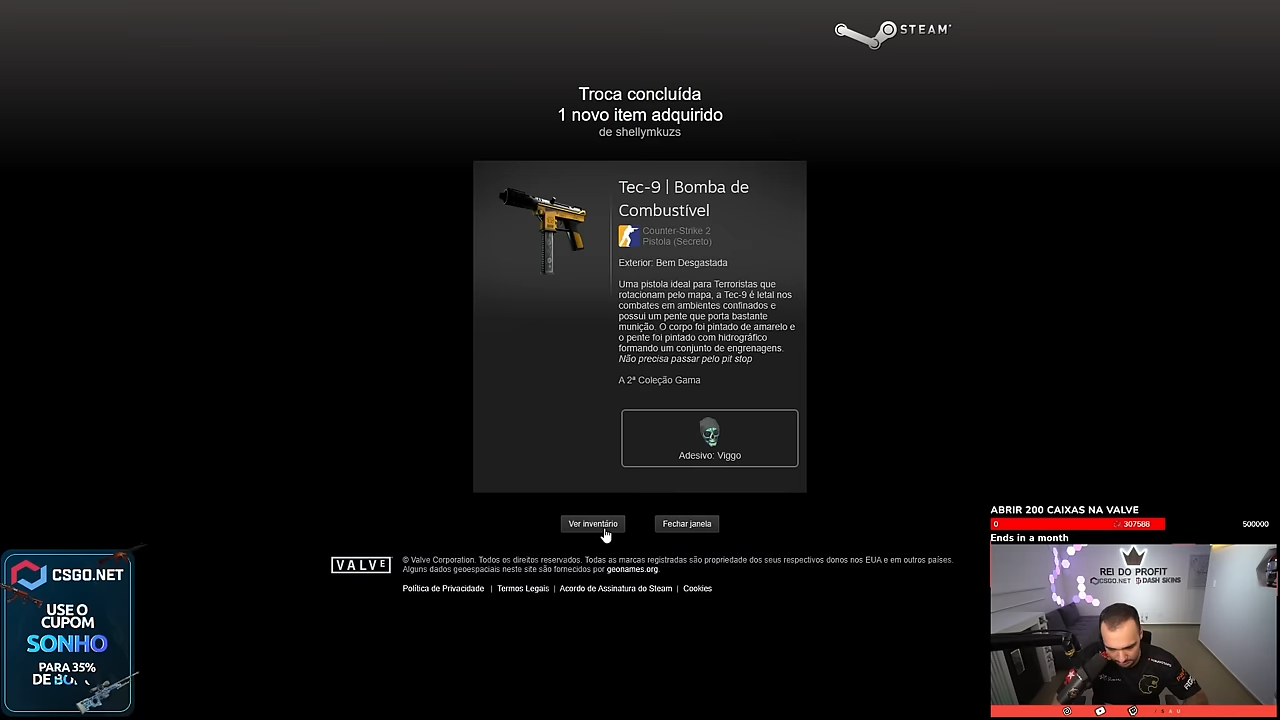 STEAM
Troca concluída
1 novo item adquirido
de shellymkuzs
Tec-9 | Bomba de
Combustível
Counter-Strike 2
Pistola (Secreto)
Exterior: Bem Desgastada
Uma pistola ideal para Terroristas que
rotacionam pelo mapa, a Tec-9 é letal nos
combates em ambientes confinados e
possui um pente que porta bastante
munição. O corpo foi pintado de amarelo e
o pente foi pintado com hidrográfico
formando um conjunto de engrenagens.
Não precisa passar pelo pit stop
A 2ª Coleção Gama
Adesivo: Viggo
Ver inventário
Fechar janela
VALVE
© Valve Corporation. Todos os direitos reservados. Todas as marcas registradas são propriedade dos seus respectivos donos nos EUA e em outros países.
Alguns dados geoespaciais neste site são fornecidos por geonames.org.
Política de Privacidade | Termos Legais | Acordo de Assinatura do Steam | Cookies
CSGO.NET
USE O
CUPOM
SONHO
PARA 35%
DE
ABRIR 200 CAIXAS NA VALVE
0 307568 500000
Ends in a month
REI DO PROFIT
CSGO.NET DASH SKINS